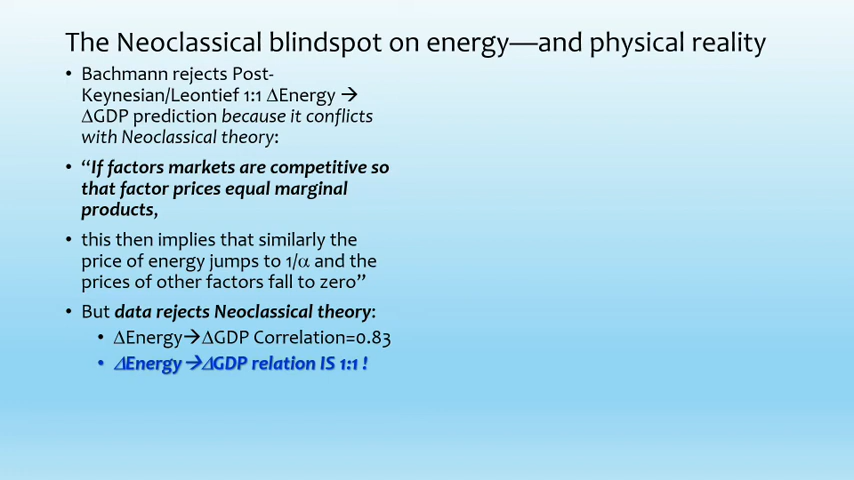 The Neoclassical blindspot on energy—and physical reality
• Bachmann rejects Post-
Keynesian/Leontief 1:1 ΔEnergy →
ΔGDP prediction because it conflicts
with Neoclassical theory:
• “If factors markets are competitive so
that factor prices equal marginal
products,
• this then implies that similarly the
price of energy jumps to 1/α and the
prices of other factors fall to zero”
• But data rejects Neoclassical theory:
• ΔEnergy→ΔGDP Correlation=0.83
• ΔEnergy→ΔGDP relation IS 1:1 !